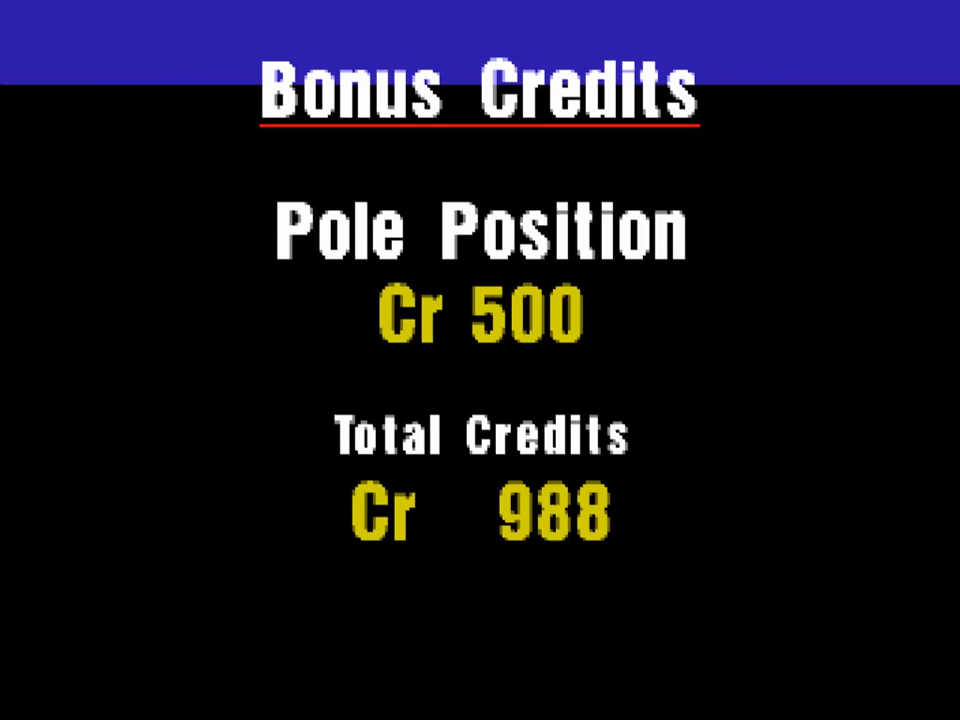 Bonus Credits
Pole Position
Cr 500
Total Credits
Cr 988